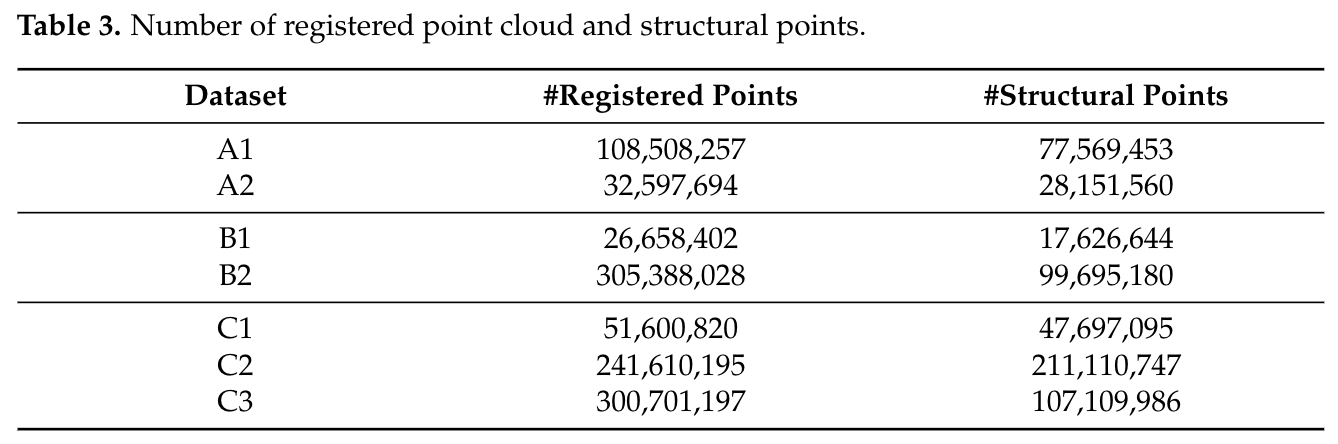 Table 3. Number of registered point cloud and structural points.
Dataset #Registered Points #Structural Points
A1 108,508,257 77,569,453
A2 32,597,694 28,151,560
B1 26,658,402 17,626,644
B2 305,388,028 99,695,180
C1 51,600,820 47,697,095
C2 241,610,195 211,110,747
C3 300,701,197 107,109,986